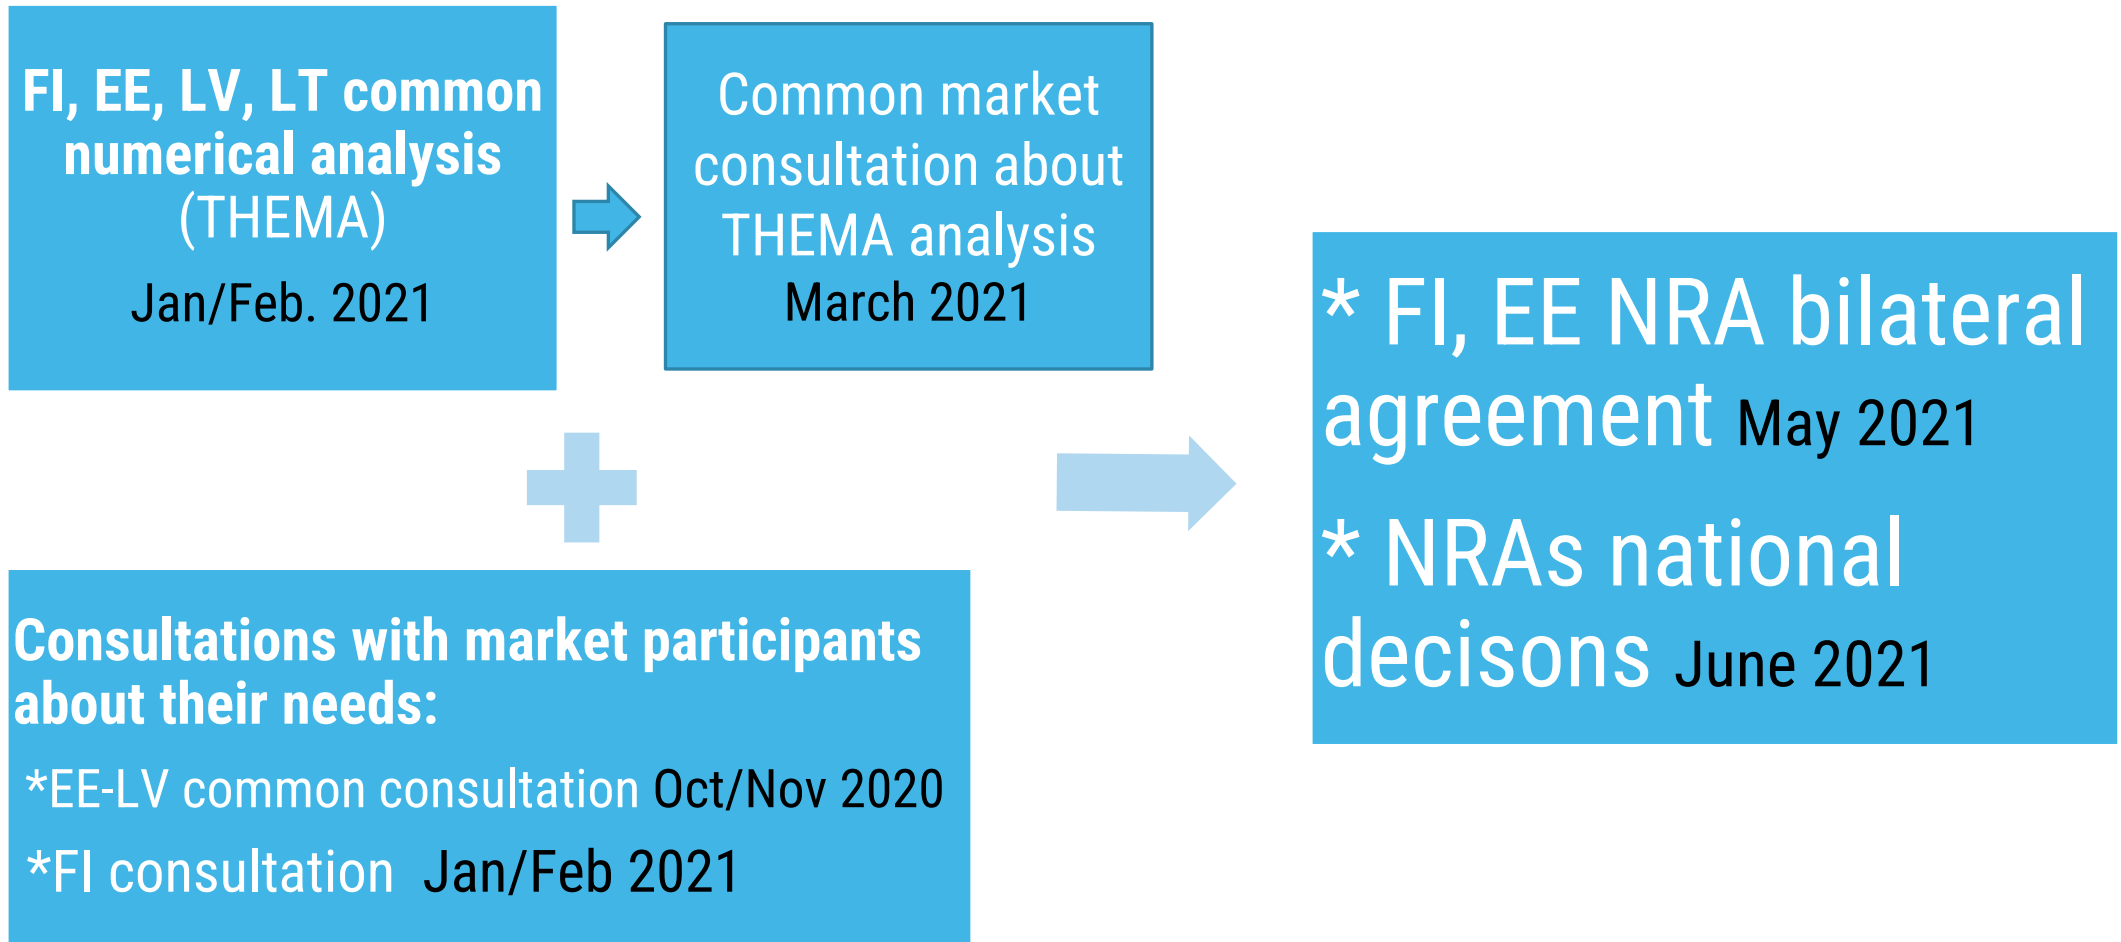 FI, EE, LV, LT common
numerical analysis
(THEMA)
Jan/Feb. 2021
Common market
consultation about
THEMA analysis
March 2021
Consultations with market participants
about their needs:
*EE-LV common consultation Oct/Nov 2020
*FI consultation Jan/Feb 2021
* FI, EE NRA bilateral
agreement May 2021
* NRAs national
decisons June 2021